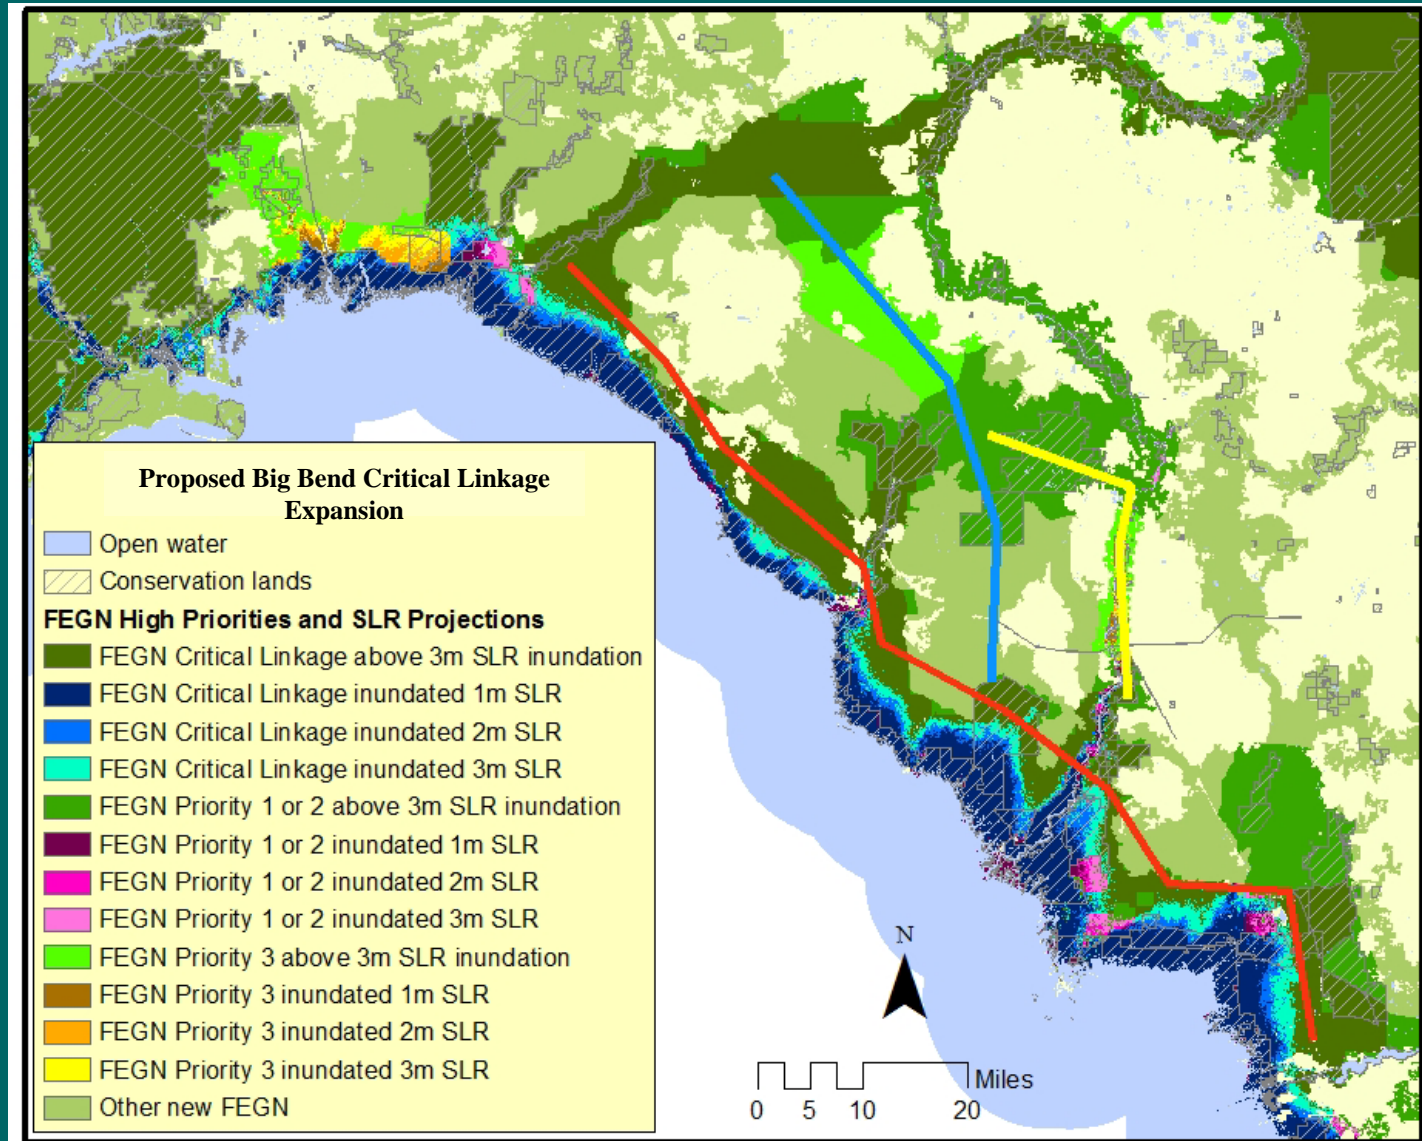 Proposed Big Bend Critical Linkage
Expansion
Open water
Conservation lands
FEGN High Priorities and SLR Projections
FEGN Critical Linkage above 3m SLR inundation
FEGN Critical Linkage inundated 1m SLR
FEGN Critical Linkage inundated 2m SLR
FEGN Critical Linkage inundated 3m SLR
FEGN Priority 1 or 2 above 3m SLR inundation
FEGN Priority 1 or 2 inundated 1m SLR
FEGN Priority 1 or 2 inundated 2m SLR
FEGN Priority 1 or 2 inundated 3m SLR
FEGN Priority 3 above 3m SLR inundation
FEGN Priority 3 inundated 1m SLR
FEGN Priority 3 inundated 2m SLR
FEGN Priority 3 inundated 3m SLR
Other new FEGN
N
Miles
0 5 10 20